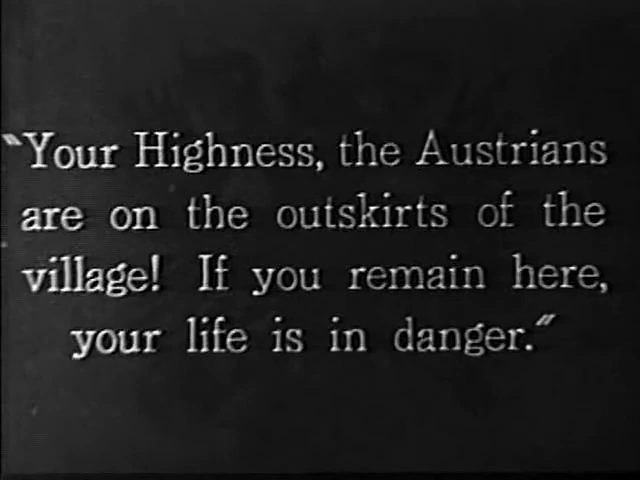 "Your Highness, the Austrians
are on the outskirts of the
village! If you remain here,
your life is in danger."